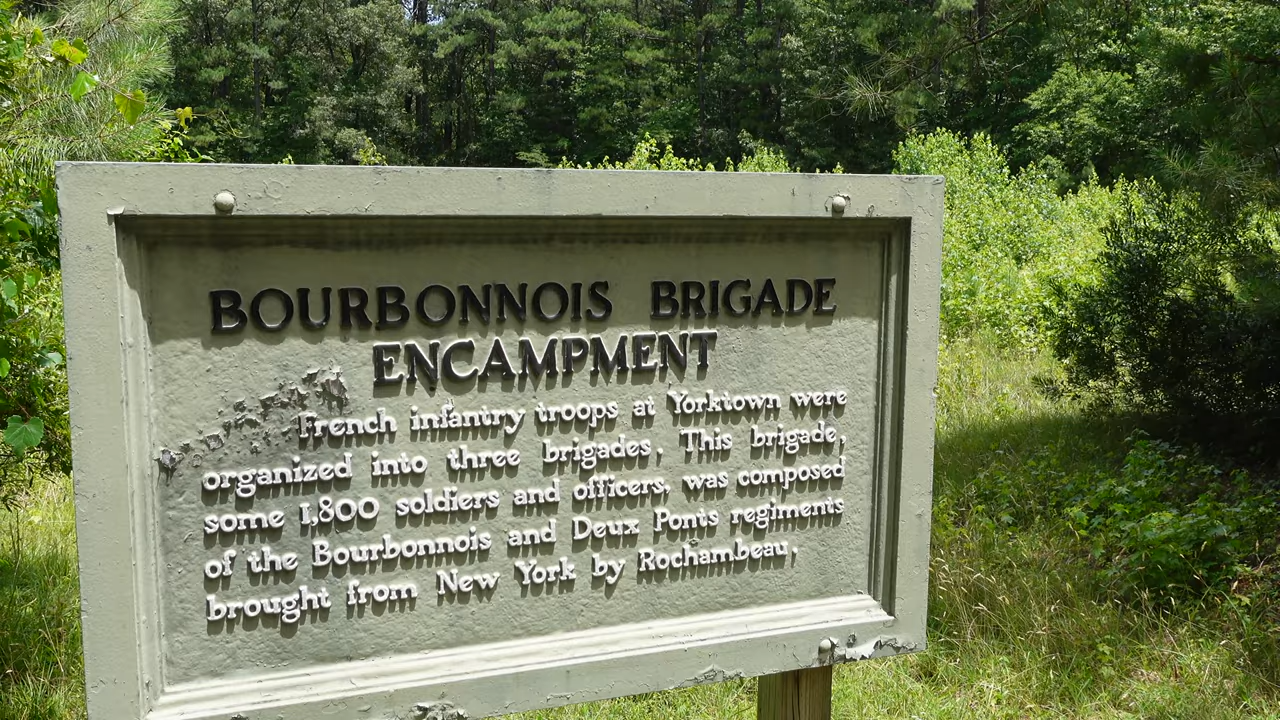 BOURBONNOIS BRIGADE
ENCAMPMENT
French infantry troops at Yorktown were
organized into three brigades. This brigade,
some 1,800 soldiers and officers, was composed
of the Bourbonnois and Deux Ponts regiments
brought from New York by Rochambeau.